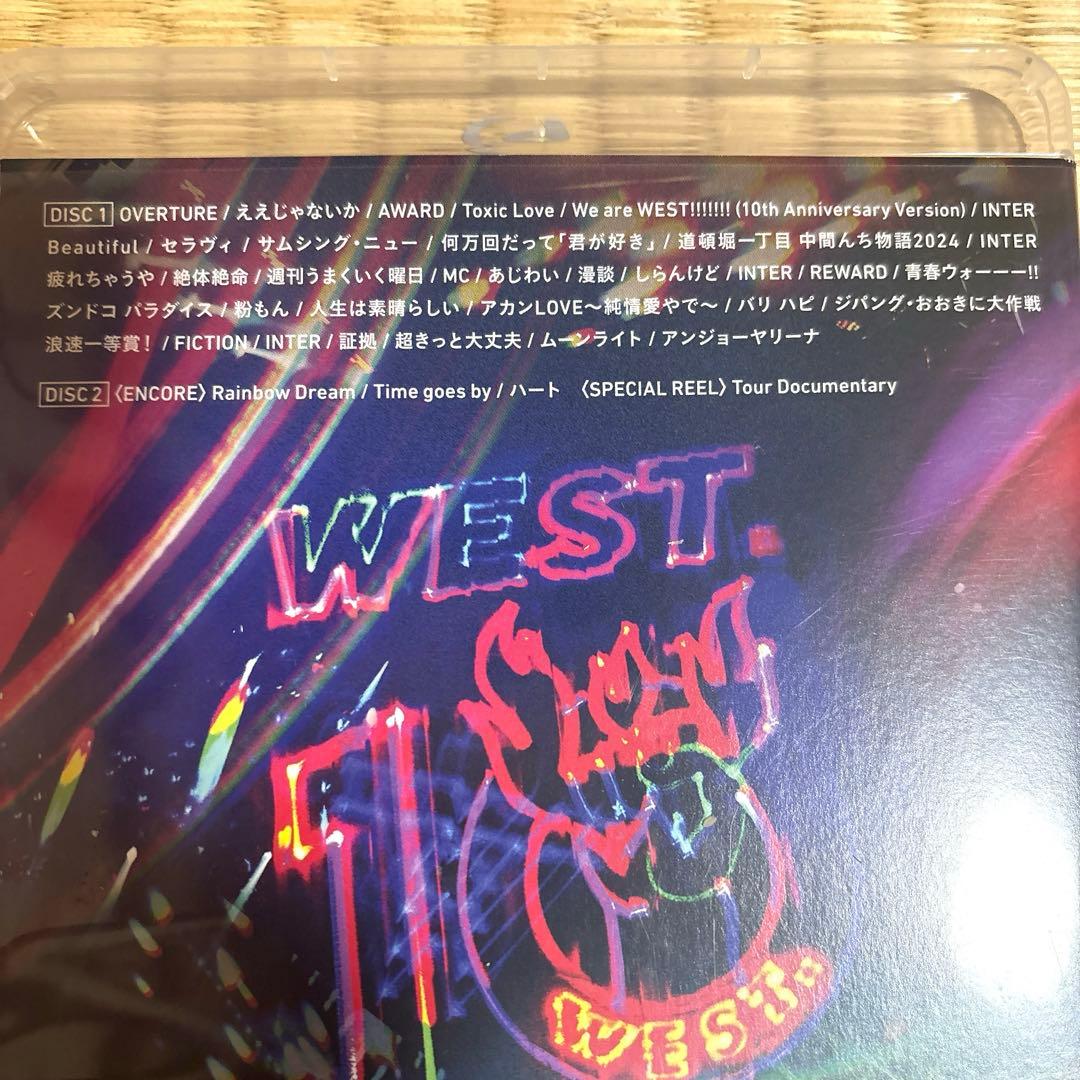 DISC 1 OVERTURE / ええじゃないか / AWARD / Toxic Love / We are WEST!!!!!!! (10th Anniversary Version) / INTER
Beautiful / セラヴィ / サムシング・ニュー / 何万回だって「君が好き」 / 道頓堀一丁目 中間んち物語2024 / INTER
疲れちゃうや / 絶体絶命 / 週刊うまくいく曜日 / MC / あじわい / 漫談 / しらんけど / INTER / REWARD / 青春ウォーーー!!
ズンドコ パラダイス / 粉もん / 人生は素晴らしい / アカンLOVE〜純情愛やで〜 / バリ ハピ / ジパング・おおきに大作戦
浪速一等賞! / FICTION / INTER / 証拠 / 超きっと大丈夫 / ムーンライト / アンジョーヤリーナ
DISC 2 〈ENCORE〉 Rainbow Dream / Time goes by / ハート 〈SPECIAL REEL〉 Tour Documentary
WEST.
10
WEST.